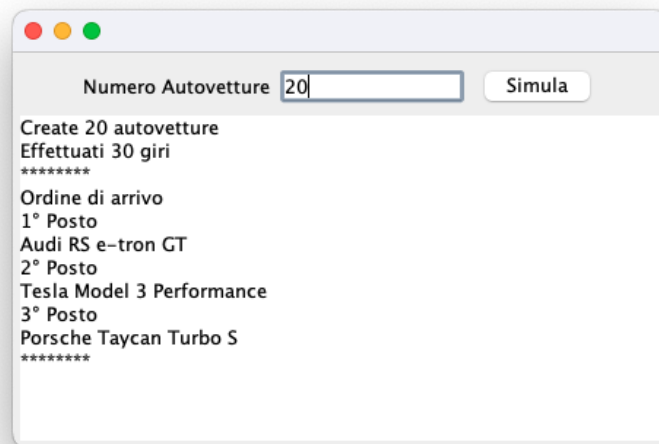 Numero Autovetture 20 Simula
Create 20 autovetture
Effettuati 30 giri
********
Ordine di arrivo
1° Posto
Audi RS e-tron GT
2° Posto
Tesla Model 3 Performance
3° Posto
Porsche Taycan Turbo S
********